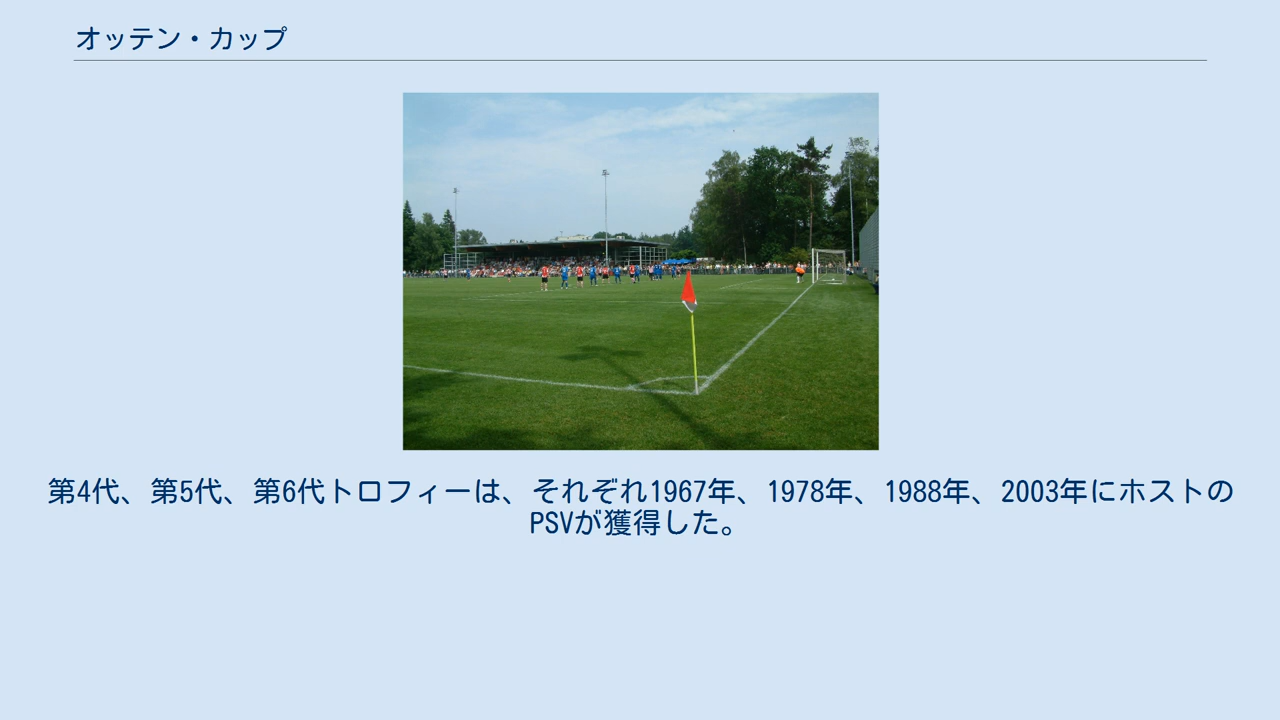 オッテン・カップ
第4代、第5代、第6代トロフィーは、それぞれ1967年、1978年、1988年、2003年にホストの
PSVが獲得した。